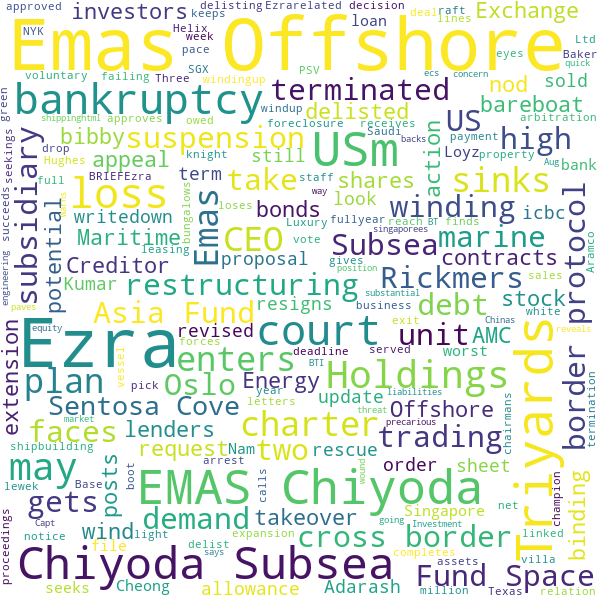 approved
investors
delisting
Ezrarelated
decision
Exchange
NYK
keeps
Helix
loan
deal
lines
raft
Ltd
Emas Offshore
week
SGX
windingup
approves
PSV
eyes
Baker
bankruptcy
terminated
nod
sold
ecs
concern
quick
voluntary
failing
pace
Three
owed
foreclosure
receives
delisted
US
bareboat
shippinghtml
windup
Saudi
payment
arbitration
green
Hughes
bibby
suspension
USm
high
action
Loyz
property
Aug
drop
BRIEFEzra
knight
still
seekings
full
appeal
staff
way
shares
backs
bank
loss
term
look
take
sinks
subsidiary
potential
writedown
loses
bungalows
fullyear
reach
BT
finds
succeeds
Emas
bonds
Luxury
vote
singaporees
winding
icbc
Maritime
CEO
Subsea
marine
engineering
Creditor
leasing
proposal
gives
position
contracts
Aramco
Kumar
restructuring
business
substantial
sales
Rickmers
stock
Chinas
white
equity
Asia Fund
resigns
exit
debt
AMC
reveals
paves
Ezra
court
unit
border protocol
vessel
revised
deadline
served
worst
plan
enters
forces
BTI
Holdings
Triyards
extension
pick
Oslo
Energy
update
liabilities
precarious
Sentosa Cove
year
Offshore
chairmans
termination
market
letters
threat
faces
lenders
charter
trading
shipbuilding
request
two
rescue
sheet
lewek
Base
Nam
arrest
order
Singapore
champion
may
boot
posts
calls
wound
going
Investment
net
linked
EMAS Chiyoda
gets
demand
takeover
cross border
villa
binding
proceedings
Capt
wind
light
expansion
million
Texas
relation
notice
delist
completes
assets
Chiyoda Subsea
file
says
Fund Space
seeks
allowance
Cheong
Adarash